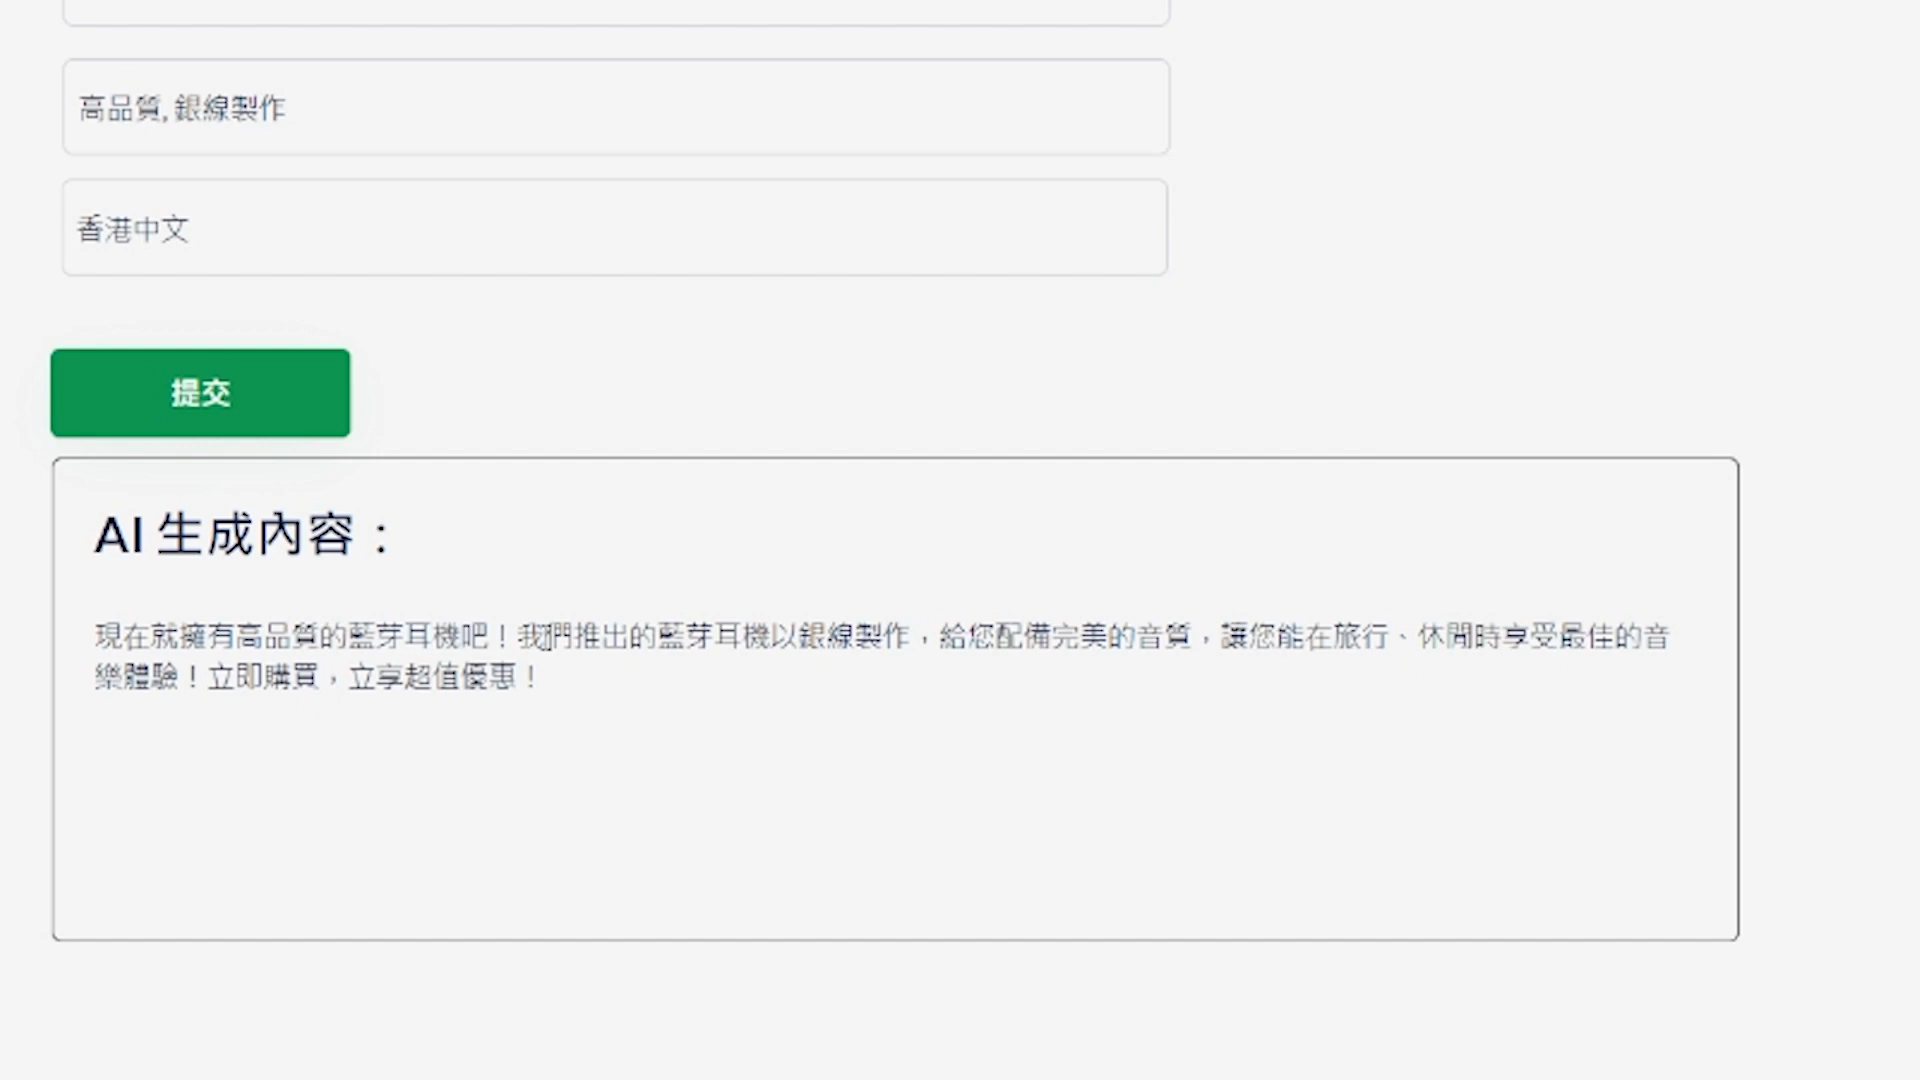 高品質, 銀線製作
香港中文
提交
AI 生成內容：
現在就擁有高品質的藍芽耳機吧！我們推出的藍芽耳機以銀線製作，給您配備完美的音質，讓您能在旅行、休閒時享受最佳的音
樂體驗！立即購買，立享超值優惠！